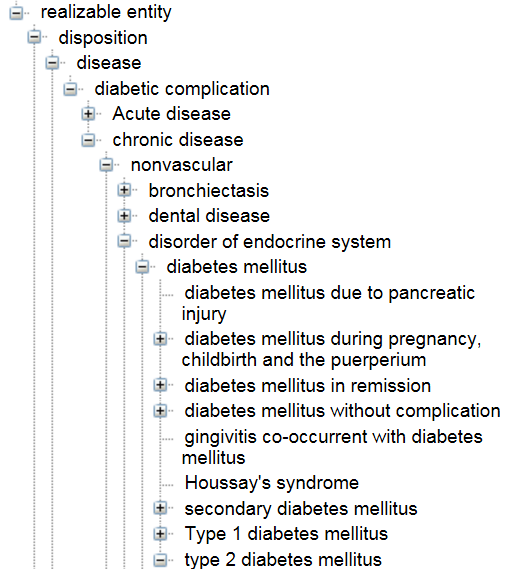 realizable entity
disposition
disease
diabetic complication
Acute disease
chronic disease
nonvascular
bronchiectasis
dental disease
disorder of endocrine system
diabetes mellitus
diabetes mellitus due to pancreatic
injury
diabetes mellitus during pregnancy,
childbirth and the puerperium
diabetes mellitus in remission
diabetes mellitus without complication
gingivitis co-occurrent with diabetes
mellitus
Houssay's syndrome
secondary diabetes mellitus
Type 1 diabetes mellitus
type 2 diabetes mellitus